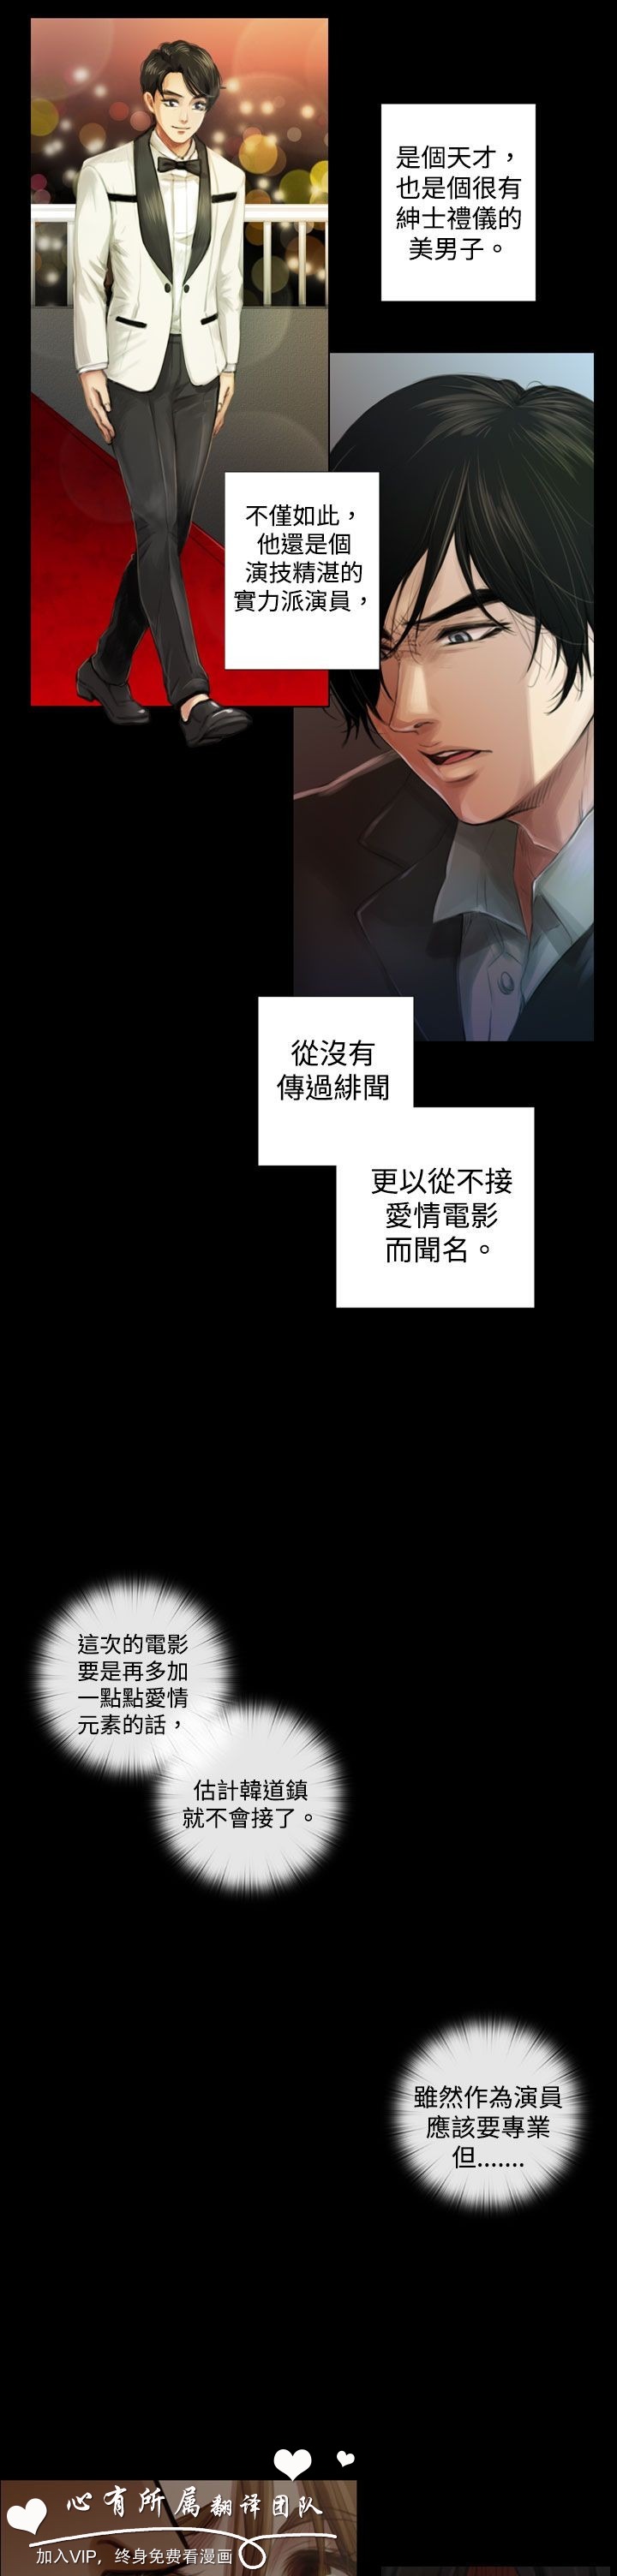 是個天才，
也是個很有
紳士禮儀的
美男子。
不僅如此，
他還是個
演技精湛的
實力派演員，
從沒有
傳過緋聞
更以從不接
愛情電影
而聞名。
這次的電影
要是再多加
一點點愛情
元素的話，
估計韓道鎮
就不會接了。
雖然作為演員
應該要專業
但.......
心有所属翻译团队
加入VIP，终身免费看漫画